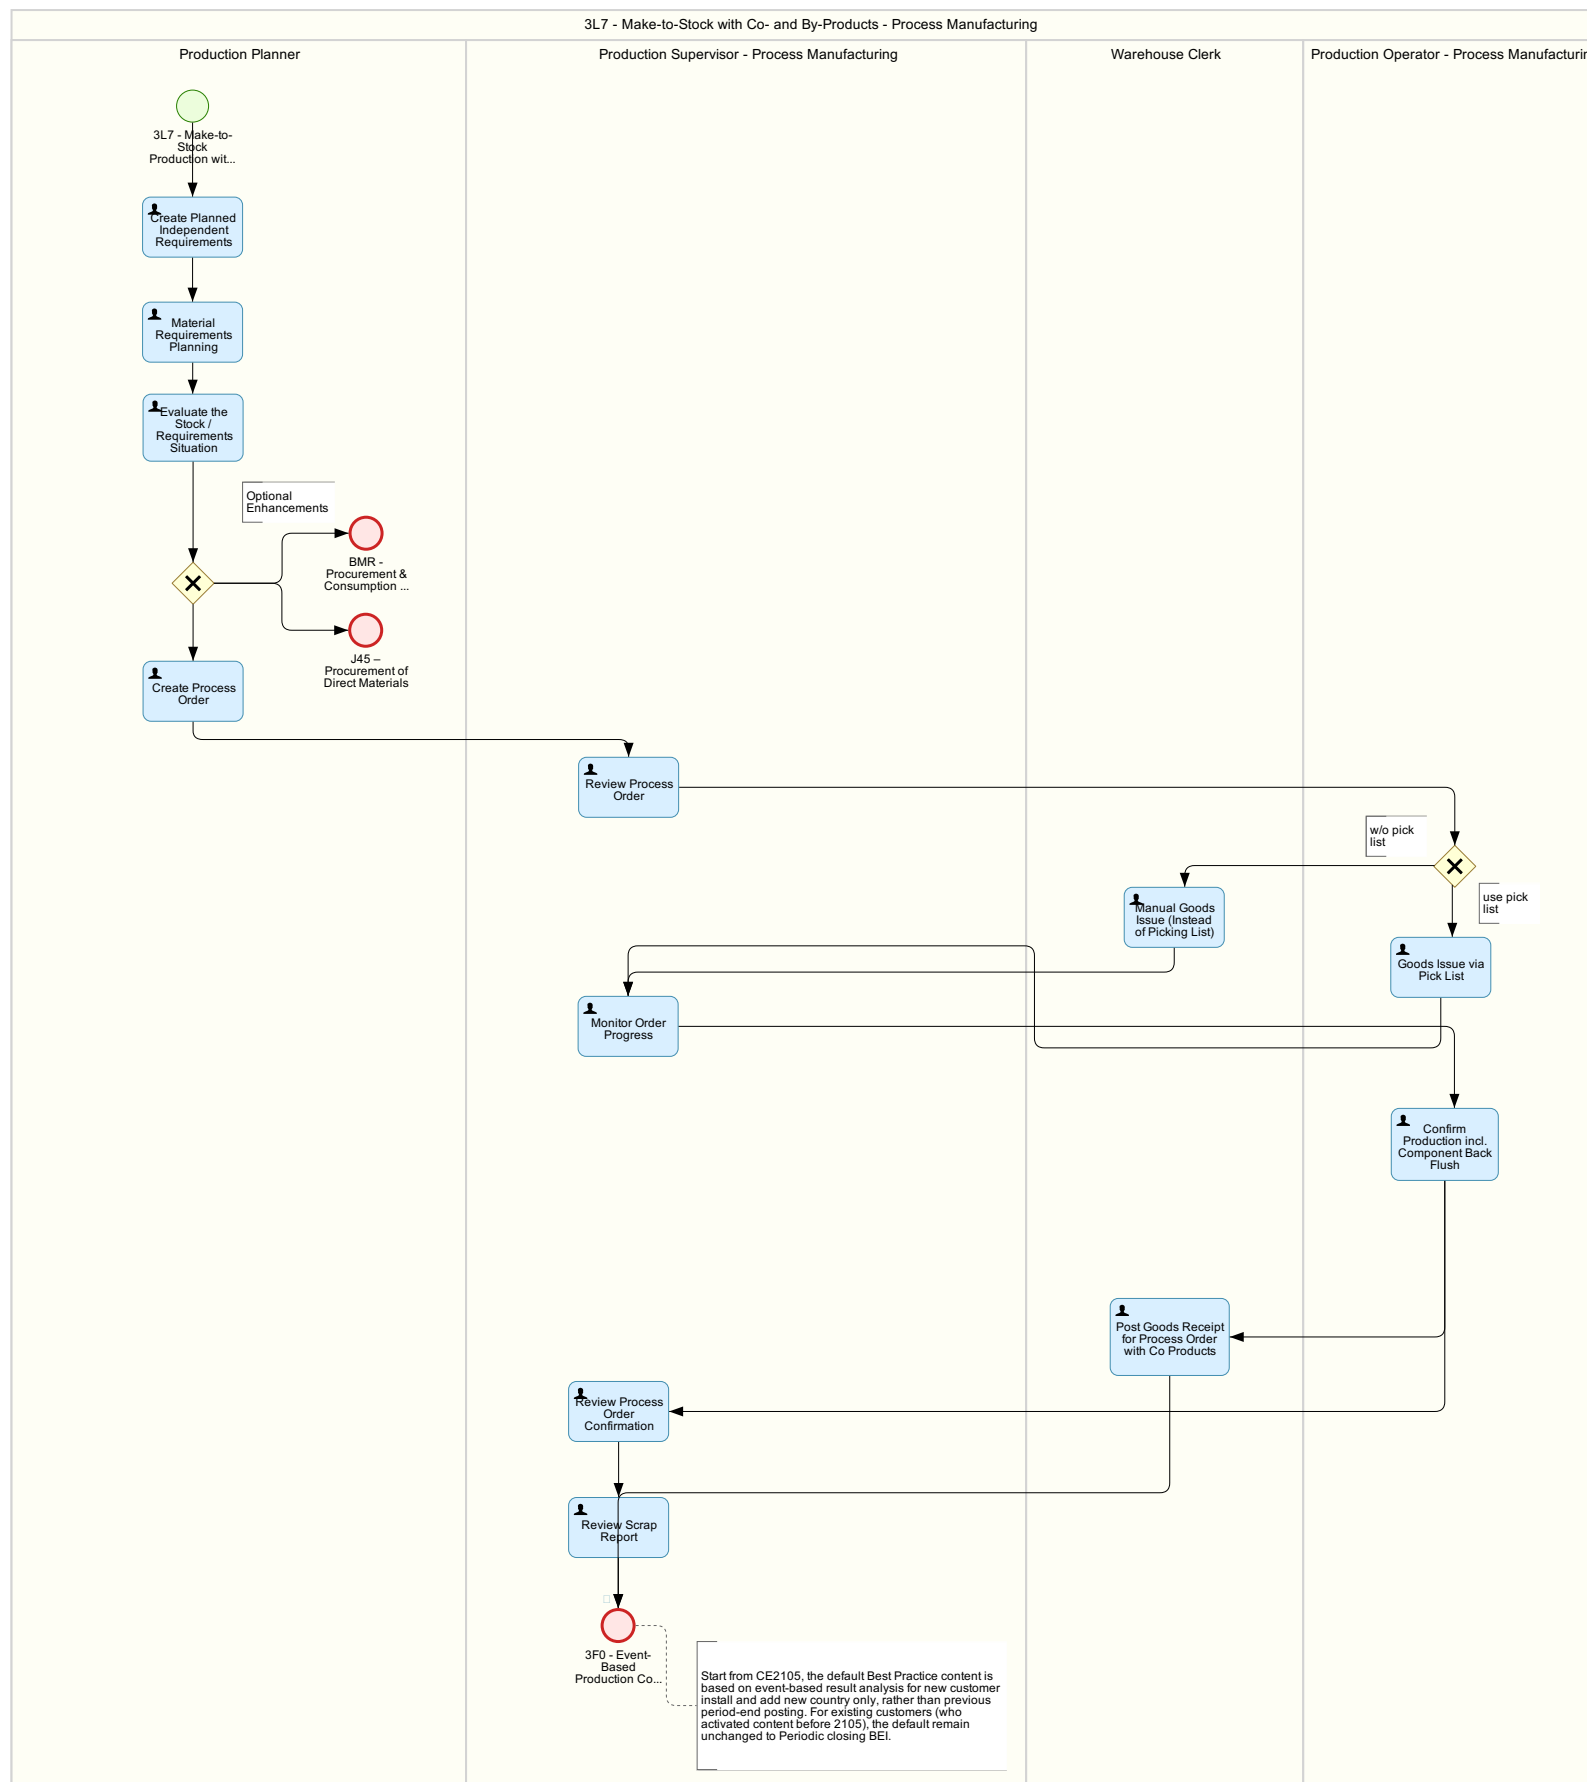 3L7 - Make-to-Stock with Co- and By-Products - Process Manufacturing
Production Planner
Production Supervisor - Process Manufacturing
Warehouse Clerk
Production Operator - Process Manufacturin
3L7 - Make-to-
Stock
Production wit...
Create Planned
Independent
Requirements
Material
Requirements
Planning
Evaluate the
Stock /
Requirements
Situation
Optional
Enhancements
BMR -
Procurement &
Consumption ...
J45 –
Procurement of
Direct Materials
Create Process
Order
Review Process
Order
w/o pick
list
use pick
list
Manual Goods
Issue (Instead
of Picking List)
Goods Issue via
Pick List
Monitor Order
Progress
Confirm
Production incl.
Component Back
Flush
Post Goods Receipt
for Process Order
with Co Products
Review Process
Order
Confirmation
Review Scrap
Report
3F0 - Event-
Based
Production Co...
Start from CE2105, the default Best Practice content is
based on event-based result analysis for new customer
install and add new country only, rather than previous
period-end posting. For existing customers (who
activated content before 2105), the default remain
unchanged to Periodic closing BEI.